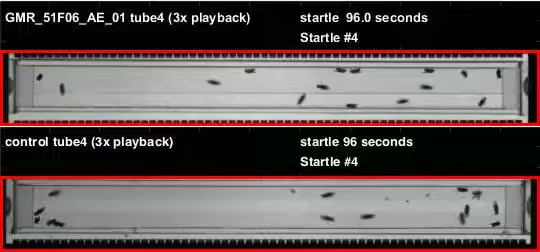 GMR_51F06_AE_01 tube4 (3x playback) startle 96.0 seconds
Startle #4
control tube4 (3x playback) startle 96 seconds
Startle #4